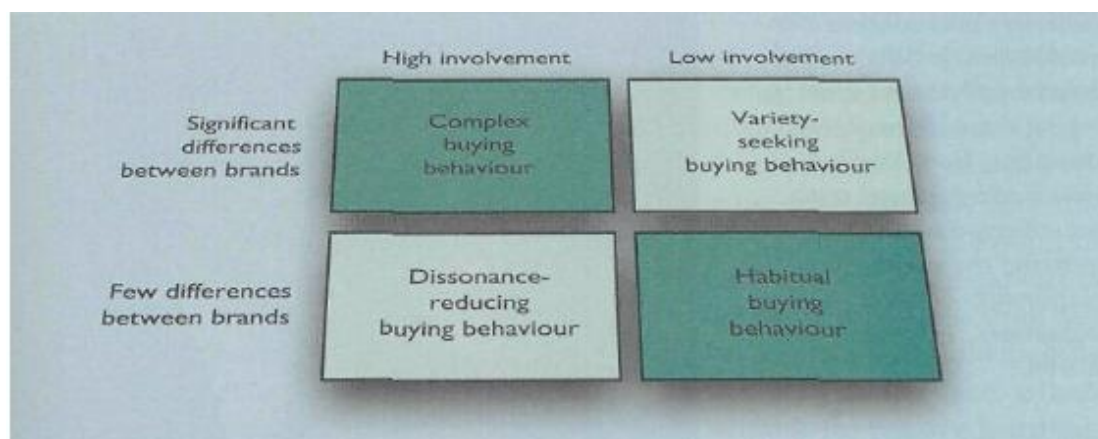 High involvement
Low involvement
Significant
differences
between brands
Complex
buying
behaviour
Variety-
seeking
buying behaviour
Few differences
between brands
Dissonance-
reducing
buying behaviour
Habitual
buying
behaviour